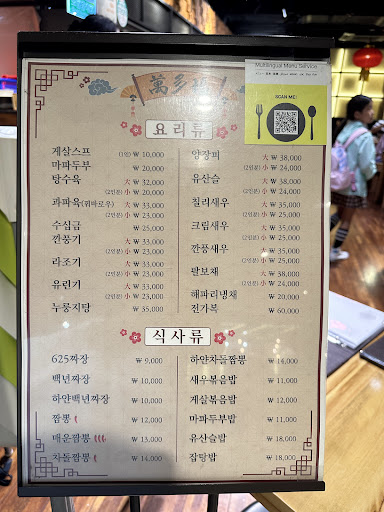 Multilingual Menu Service
SCAN ME!
萬多福
요리류
게살스프 (1인) ₩ 10,000
마파두부 ₩ 20,000
탕수육 大 ₩ 32,000
(2인분) 小 ₩ 22,000
과파육(꿔바로우) 大 ₩ 33,000
(2인분) 小 ₩ 23,000
수십금 ₩ 25,000
깐풍기 大 ₩ 33,000
(2인분) 小 ₩ 23,000
라조기 大 ₩ 33,000
(2인분) 小 ₩ 23,000
유린기 大 ₩ 33,000
(2인분) 小 ₩ 23,000
누룽지탕 ₩ 35,000
양장피 大 ₩ 38,000
(2인분) 小 ₩ 24,000
유산슬 大 ₩ 38,000
(2인분) 小 ₩ 24,000
칠리새우 大 ₩ 35,000
(2인분) 小 ₩ 25,000
크림새우 大 ₩ 35,000
(2인분) 小 ₩ 25,000
깐풍새우 大 ₩ 35,000
(2인분) 小 ₩ 25,000
팔보채 大 ₩ 38,000
(2인분) 小 ₩ 24,000
해파리냉채 ₩ 20,000
전가복 ₩ 60,000
식사류
625짜장 ₩ 9,000
백년짜장 ₩ 10,000
하얀백년짜장 ₩ 10,000
짬뽕 ₩ 12,000
매운짬뽕 ₩ 13,000
차돌짬뽕 ₩ 14,000
하얀차돌짬뽕 ₩ 14,000
새우볶음밥 ₩ 11,000
게살볶음밥 ₩ 12,000
마파두부밥 ₩ 11,000
유산슬밥 ₩ 18,000
잡탕밥 ₩ 18,000